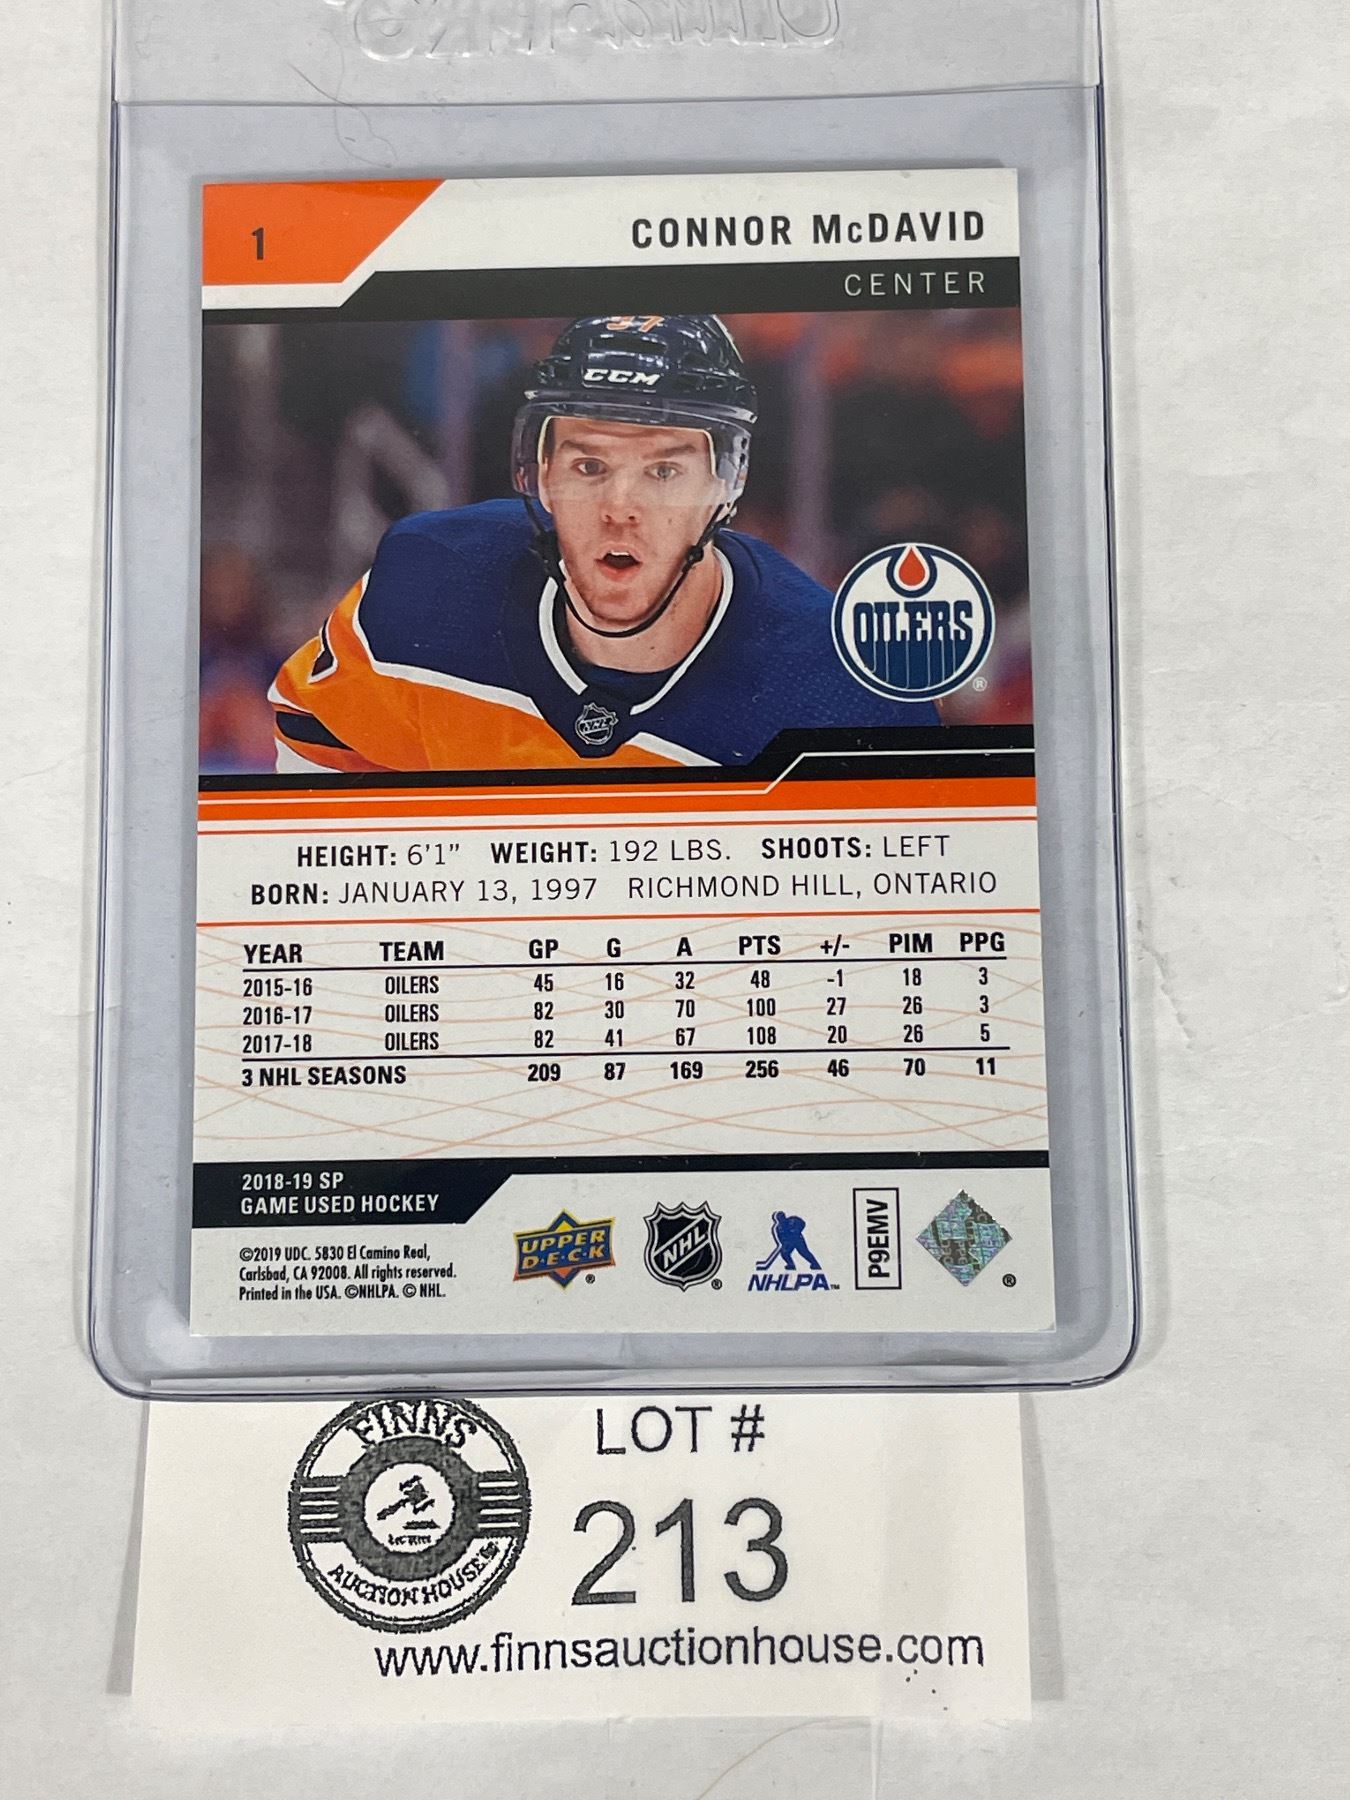 1
CONNOR McDAVID
CENTER
97
CCM
OILERS
®
NHL
HEIGHT: 6'1" WEIGHT: 192 LBS. SHOOTS: LEFT
BORN: JANUARY 13, 1997 RICHMOND HILL, ONTARIO
YEAR TEAM GP G A PTS +/- PIM PPG
2015-16 OILERS 45 16 32 48 -1 18 3
2016-17 OILERS 82 30 70 100 27 26 3
2017-18 OILERS 82 41 67 108 20 26 5
3 NHL SEASONS 209 87 169 256 46 70 11
2018-19 SP
GAME USED HOCKEY
©2019 UDC. 5830 El Camino Real,
Carlsbad, CA 92008. All rights reserved.
Printed in the USA. ©NHLPA. © NHL.
UPPER
D·E·C·K
®
NHL
®
NHLPA™
P9EMV
®
FINNS
AUCTION HOUSE
LOT #
213
www.finnsauctionhouse.com